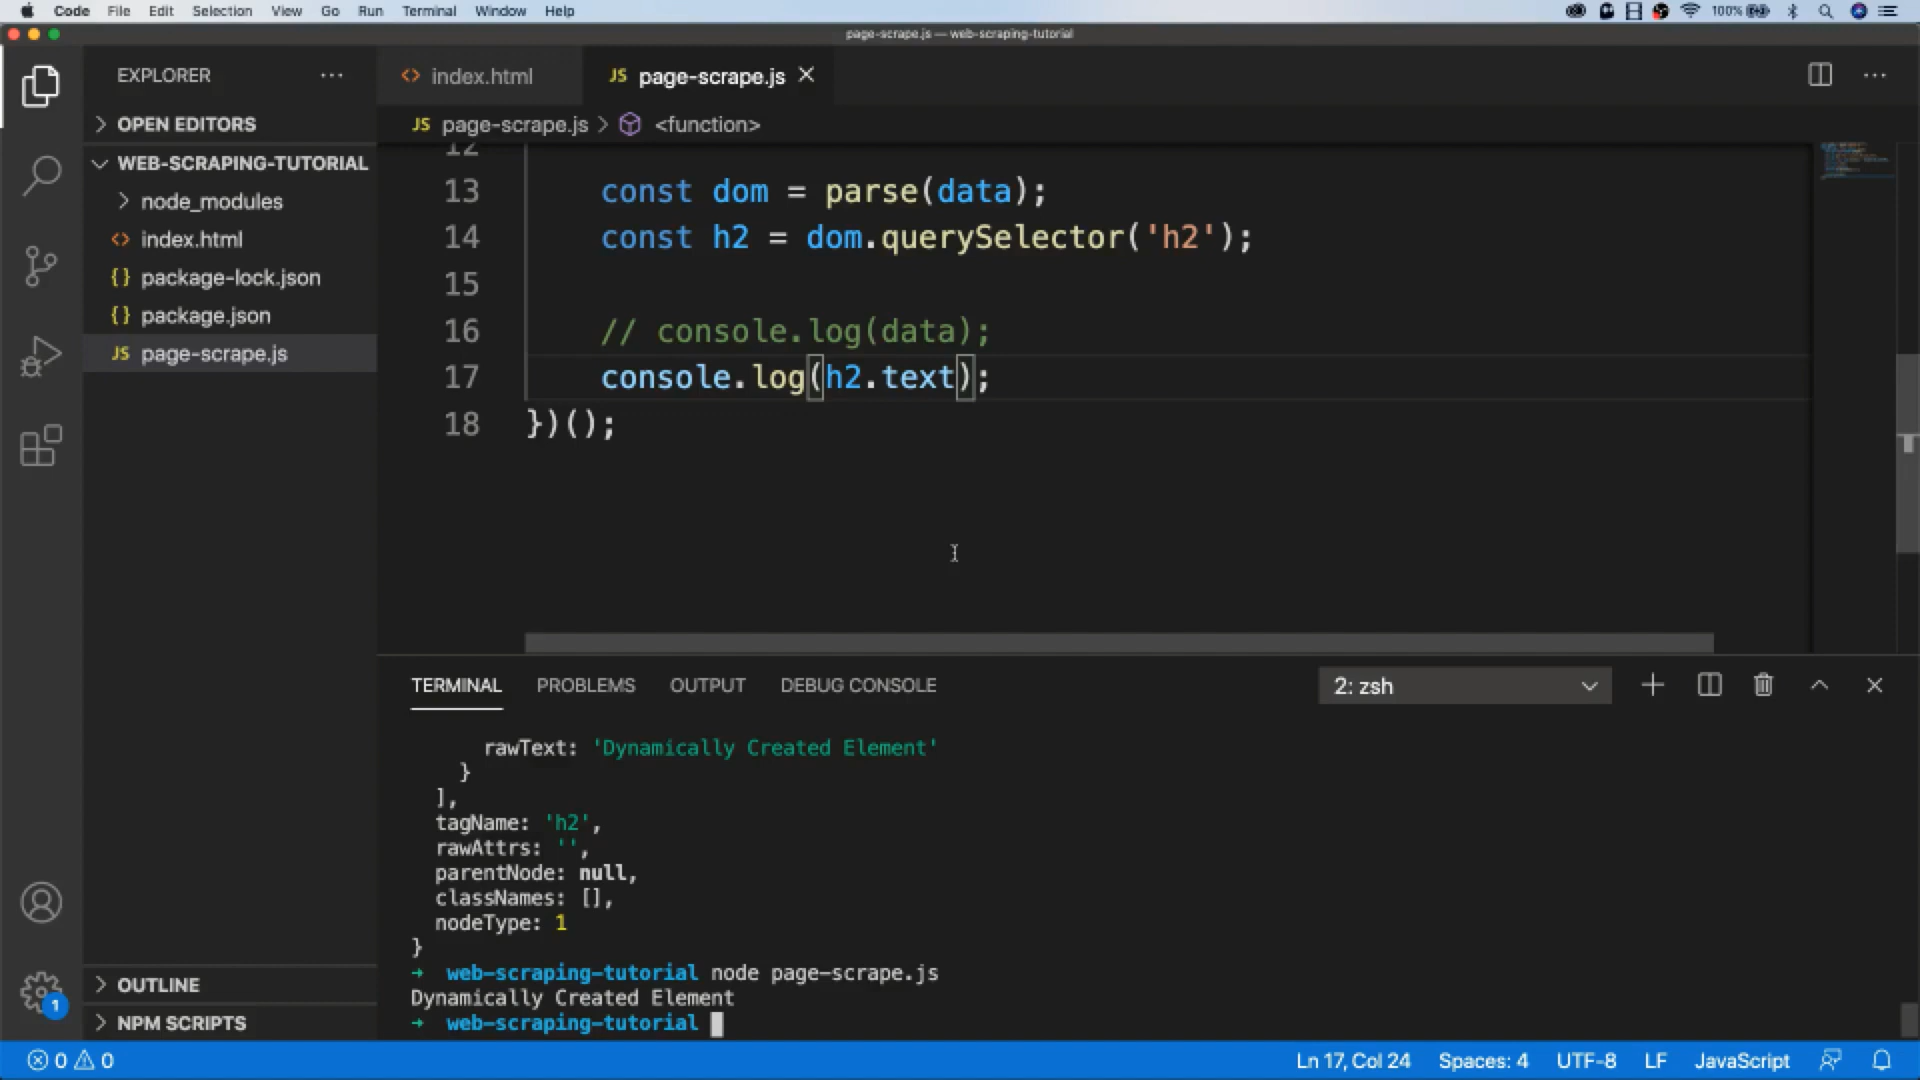 Code File Edit Selection View Go Run Terminal Window Help 100%
page-scrape.js — web-scraping-tutorial
EXPLORER
OPEN EDITORS
WEB-SCRAPING-TUTORIAL
node_modules
index.html
package-lock.json
package.json
JS page-scrape.js
OUTLINE
NPM SCRIPTS
index.html
JS page-scrape.js
JS page-scrape.js > <function>
12
13 const dom = parse(data);
14 const h2 = dom.querySelector('h2');
15
16 // console.log(data);
17 console.log(h2.text);
18 })();
TERMINAL PROBLEMS OUTPUT DEBUG CONSOLE 2: zsh
rawText: 'Dynamically Created Element'
}
],
tagName: 'h2',
rawAttrs: '',
parentNode: null,
classNames: [],
nodeType: 1
}
→ web-scraping-tutorial node page-scrape.js
Dynamically Created Element
→ web-scraping-tutorial
1
0 0 Ln 17, Col 24 Spaces: 4 UTF-8 LF JavaScript